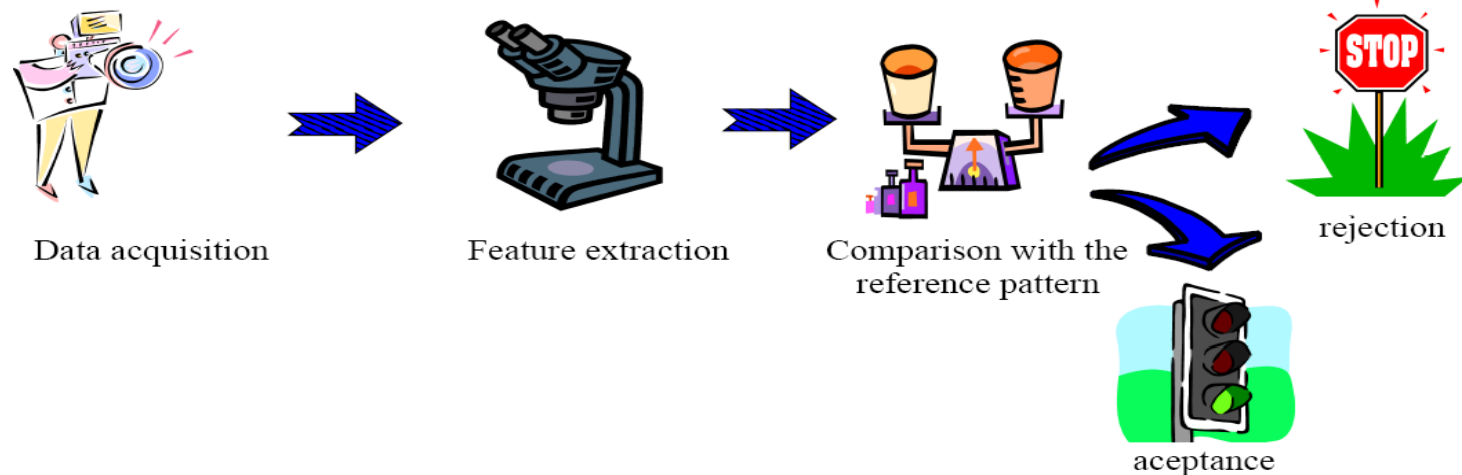 STOP
Data acquisition
Feature extraction
Comparison with the
reference pattern
rejection
aceptance